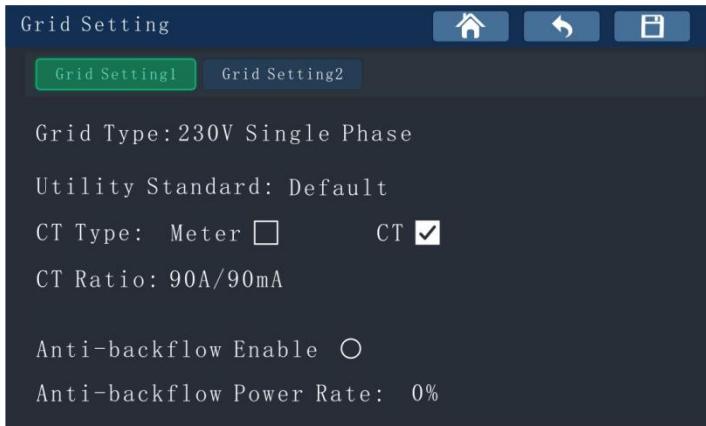 Grid Setting
Grid Setting1 Grid Setting2
Grid Type:230V Single Phase
Utility Standard: Default
CT Type: Meter CT
CT Ratio: 90A/90mA
Anti-backflow Enable
Anti-backflow Power Rate: 0%